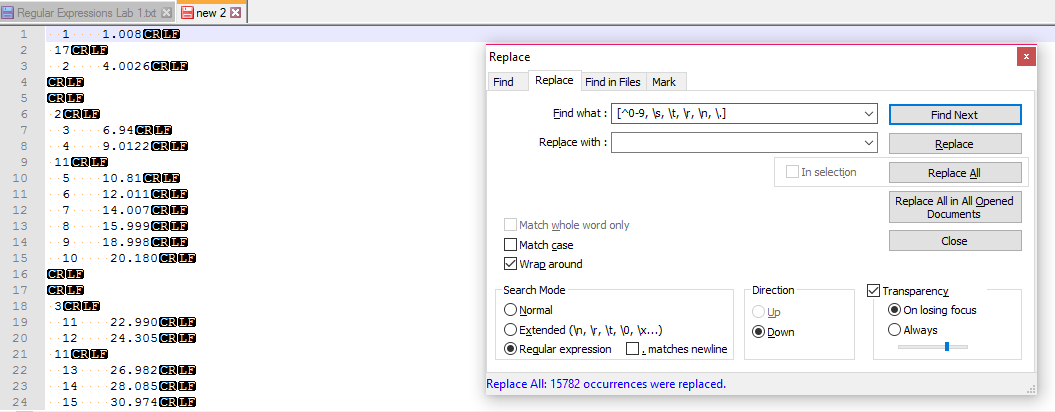 Regular Expressions Lab 1.txt
new 2
1 ··1····1.008CRLF
2 ·17CRLF
3 ··2····4.0026CRLF
4 CRLF
5 CRLF
6 ·2CRLF
7 ··3····6.94CRLF
8 ··4····9.0122CRLF
9 ·11CRLF
10 ··5····10.81CRLF
11 ··6····12.011CRLF
12 ··7····14.007CRLF
13 ··8····15.999CRLF
14 ··9····18.998CRLF
15 ··10····20.180CRLF
16 CRLF
17 CRLF
18 ·3CRLF
19 ··11····22.990CRLF
20 ··12····24.305CRLF
21 ·11CRLF
22 ··13····26.982CRLF
23 ··14····28.085CRLF
24 ··15····30.974CRLF
Replace
x
Find
Replace
Find in Files
Mark
Find what :
[^0-9, \s, \t, \r, \n, \.]
Find Next
Replace with :
Replace
In selection
Replace All
Replace All in All Opened
Documents
Close
Match whole word only
Match case
Wrap around
Search Mode
Normal
Extended (\n, \r, \t, \0, \x...)
Regular expression
. matches newline
Direction
Up
Down
Transparency
On losing focus
Always
Replace All: 15782 occurrences were replaced.